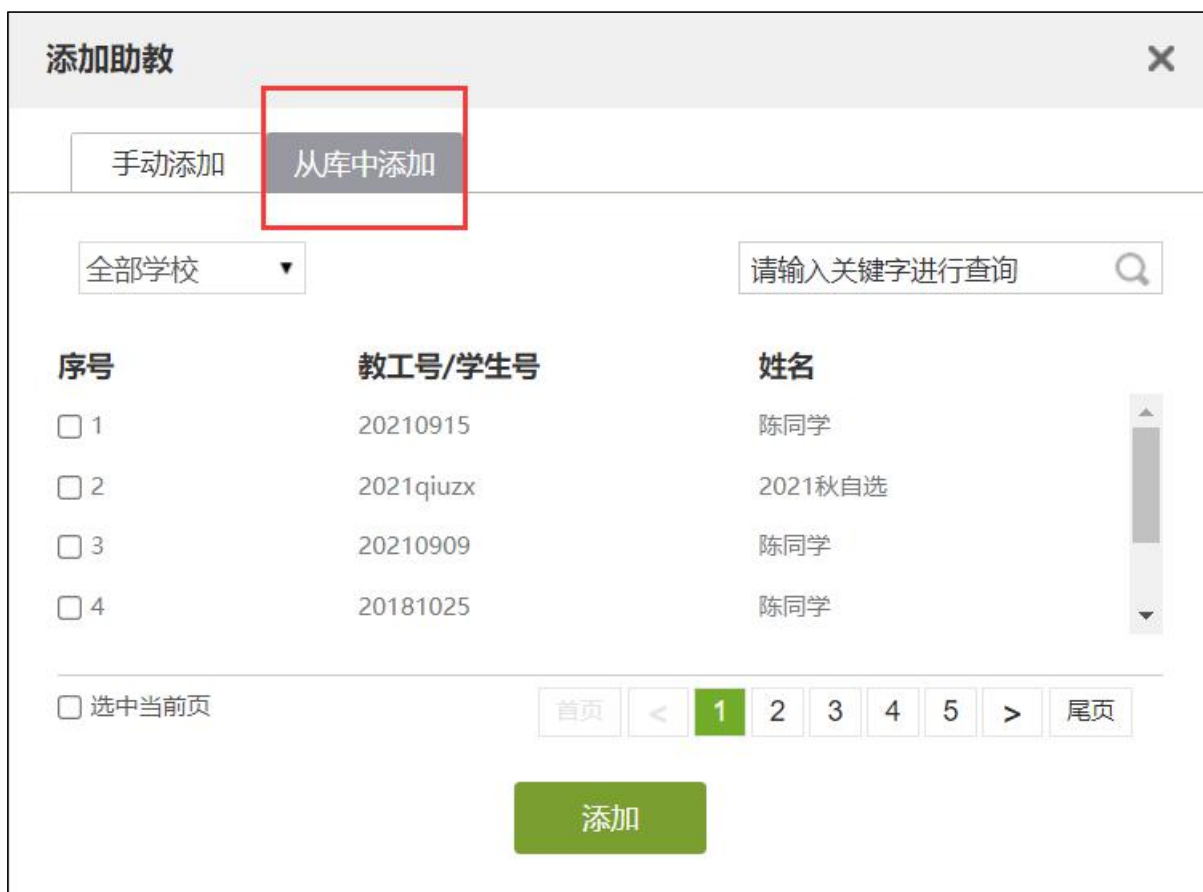 添加助教
手动添加 从库中添加
全部学校 请输入关键字进行查询
序号 教工号/学生号 姓名
1 20210915 陈同学
2 2021qiuzx 2021秋自选
3 20210909 陈同学
4 20181025 陈同学
选中当前页 首页 < 1 2 3 4 5 > 尾页
添加